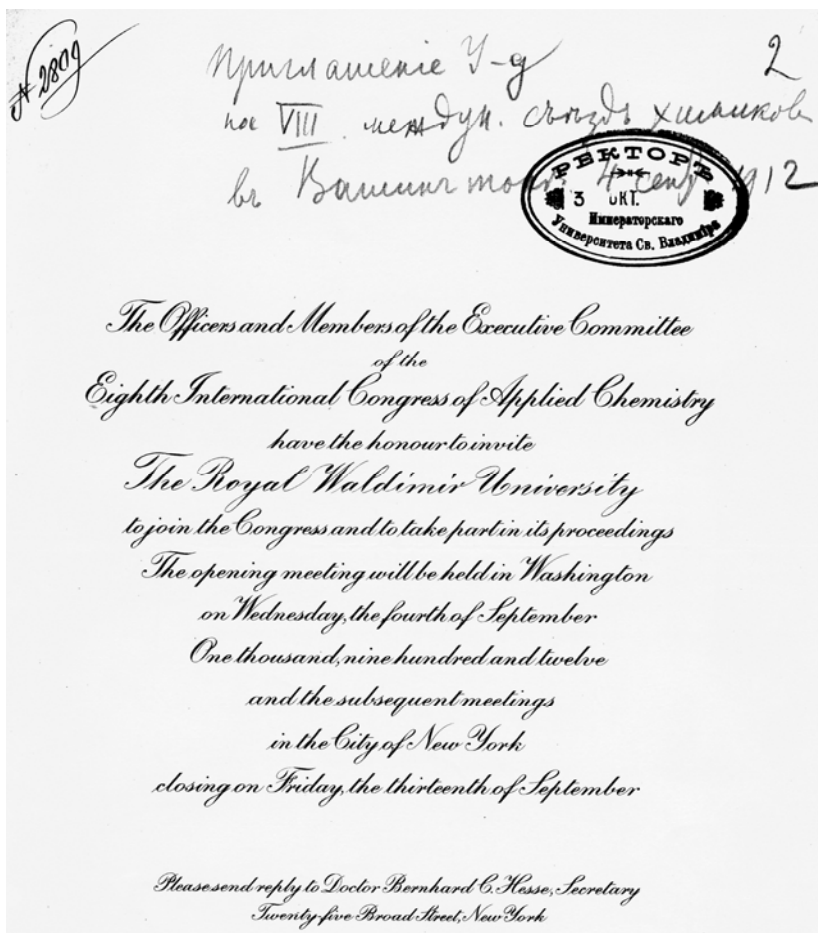 № 2809
Приглашеніе У-д 2
на VIII междун. съѣздъ химиковъ
въ Вашингтонѣ 4 сент. 1912
РЕКТОРЪ
3 ОКТ.
Императорскаго
Университета Св. Владиміра
The Officers and Members of the Executive Committee
of the
Eighth International Congress of Applied Chemistry
have the honour to invite
The Royal Waldimir University
to join the Congress and to take part in its proceedings
The opening meeting will be held in Washington
on Wednesday, the fourth of September
One thousand, nine hundred and twelve
and the subsequent meetings
in the City of New York
closing on Friday, the thirteenth of September
Please send reply to Doctor Bernhard C. Hesse, Secretary
Twenty-five Broad Street, New York